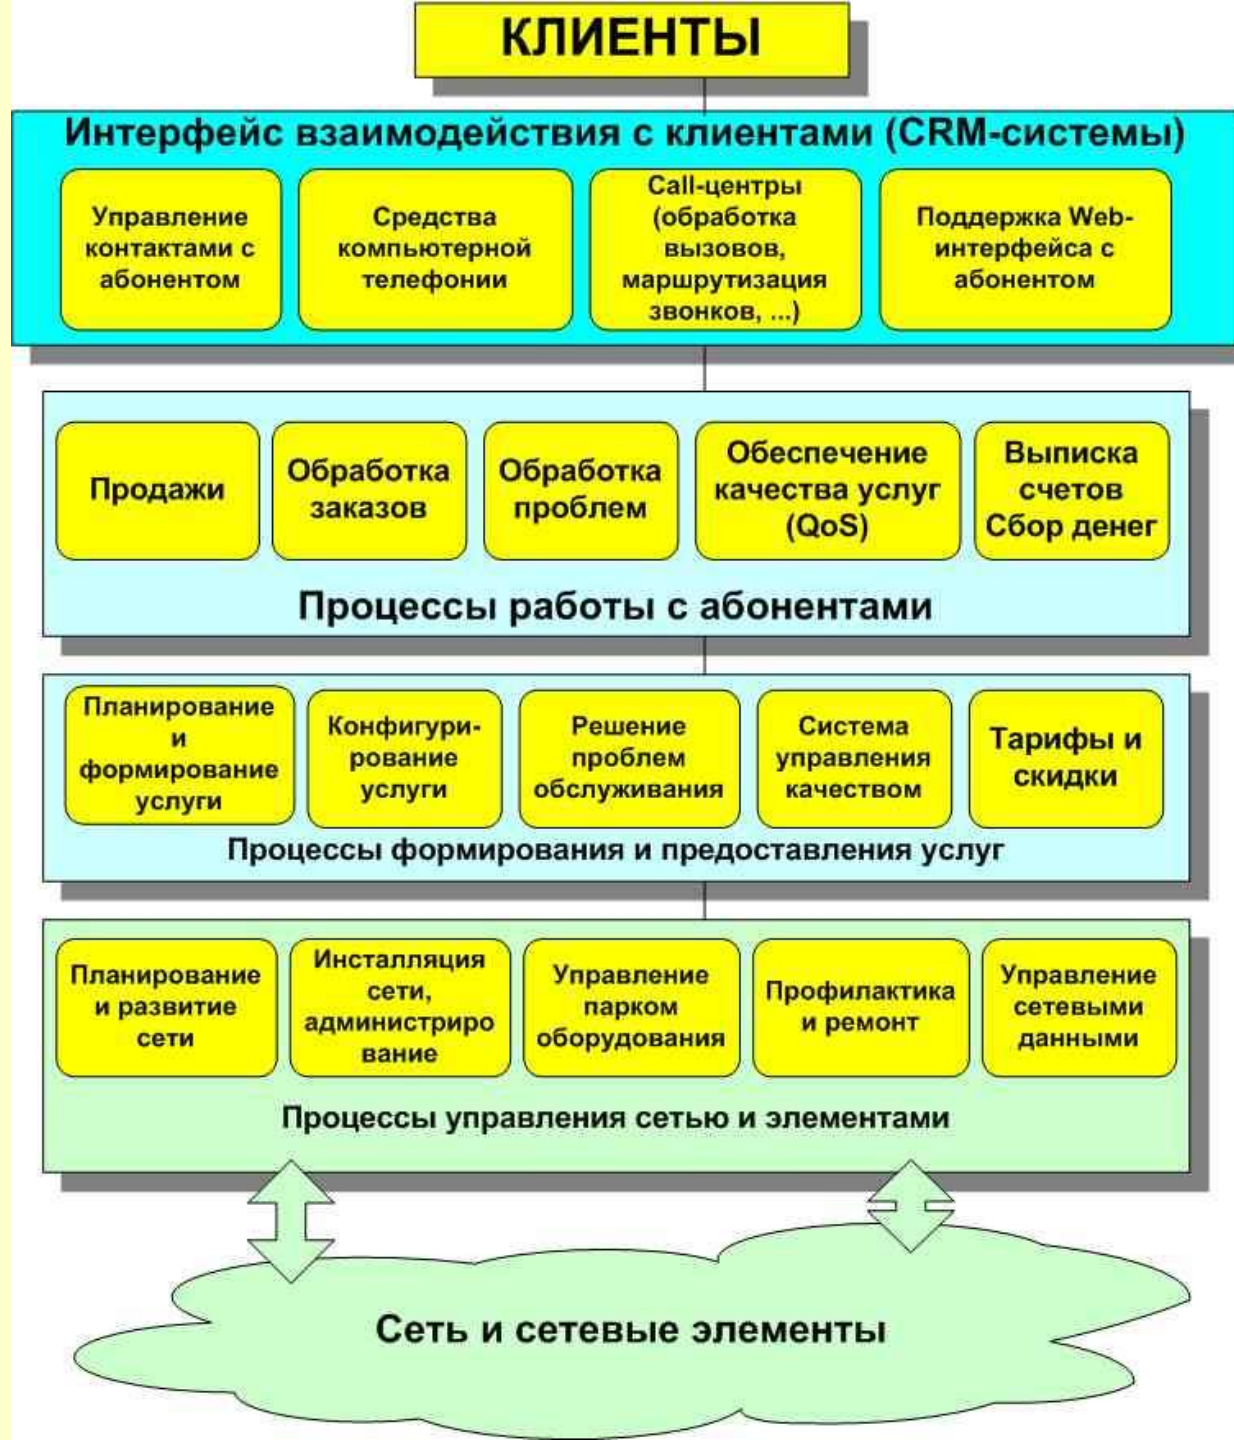 КЛИЕНТЫ
Интерфейс взаимодействия с клиентами (CRM-системы)
Управление
контактами с
абонентом
Средства
компьютерной
телефонии
Call-центры
(обработка
вызовов,
маршрутизация
звонков, ...)
Поддержка Web-
интерфейса с
абонентом
Продажи
Обработка
заказов
Обработка
проблем
Обеспечение
качества услуг
(QoS)
Выписка
счетов
Сбор денег
Процессы работы с абонентами
Планирование
и
формирование
услуги
Конфигури-
рование
услуги
Решение
проблем
обслуживания
Система
управления
качеством
Тарифы и
скидки
Процессы формирования и предоставления услуг
Планирование
и развитие
сети
Инсталляция
сети,
администриро
вание
Управление
парком
оборудования
Профилактика
и ремонт
Управление
сетевыми
данными
Процессы управления сетью и элементами
Сеть и сетевые элементы